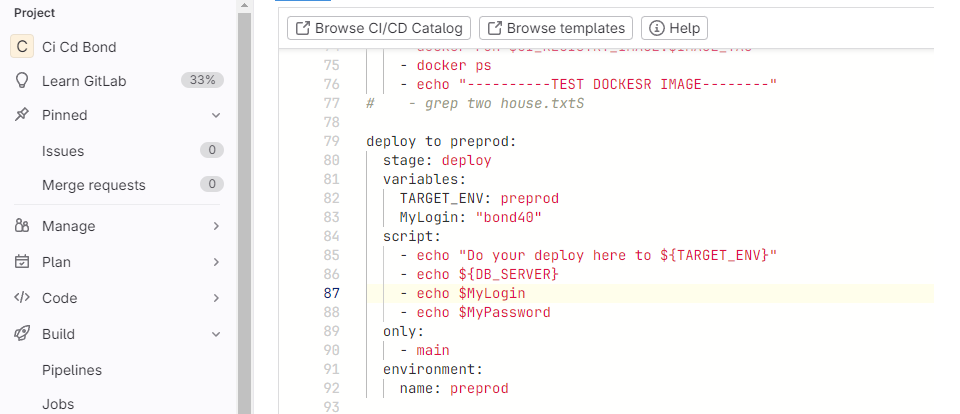 Project
C Ci Cd Bond
Learn GitLab 33%
Pinned
Issues 0
Merge requests 0
Manage
Plan
Code
Build
Pipelines
Jobs
Browse CI/CD Catalog Browse templates Help
75 - docker ps
76 - echo "----------TEST DOCKESR IMAGE--------"
77 # - grep two house.txtS
78
79 deploy to preprod:
80 stage: deploy
81 variables:
82 TARGET_ENV: preprod
83 MyLogin: "bond40"
84 script:
85 - echo "Do your deploy here to ${TARGET_ENV}"
86 - echo ${DB_SERVER}
87 - echo $MyLogin
88 - echo $MyPassword
89 only:
90 - main
91 environment:
92 name: preprod
93